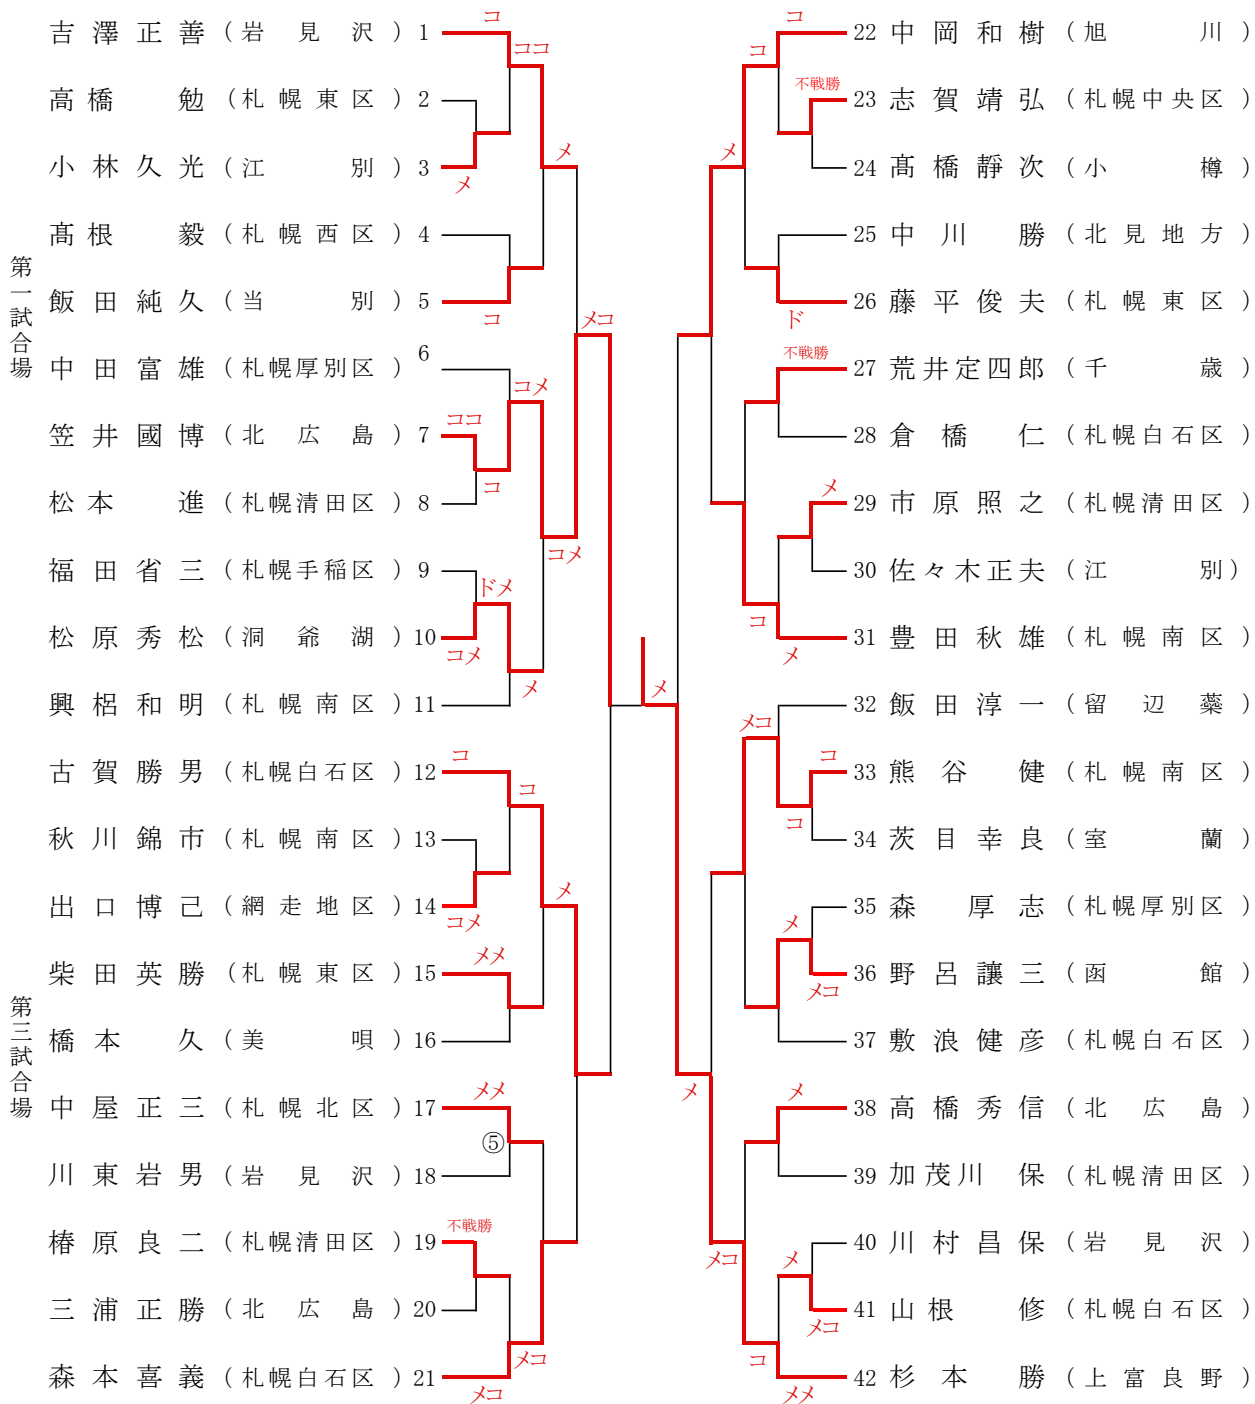 第一試合場
吉澤正善（岩見沢）1
コ
ココ
高橋勉（札幌東区）2
小林久光（江別）3
メ
メ
髙根毅（札幌西区）4
飯田純久（当別）5
コ
メコ
中田富雄（札幌厚別区）6
コメ
笠井國博（北広島）7
ココ
コ
松本進（札幌清田区）8
コメ
福田省三（札幌手稲区）9
ドメ
松原秀松（洞爺湖）10
コメ
メ
興梠和明（札幌南区）11
第三試合場
古賀勝男（札幌白石区）12
コ
コ
秋川錦市（札幌南区）13
出口博己（網走地区）14
コメ
メ
柴田英勝（札幌東区）15
メメ
橋本久（美唄）16
中屋正三（札幌北区）17
メメ
⑤
川東岩男（岩見沢）18
椿原良二（札幌清田区）19
不戦勝
三浦正勝（北広島）20
森本喜義（札幌白石区）21
メコ
メコ
メ
コ
コ
22 中岡和樹（旭川）
不戦勝
23 志賀靖弘（札幌中央区）
メ
24 髙橋靜次（小樽）
25 中川勝（北見地方）
26 藤平俊夫（札幌東区）
ド
不戦勝
27 荒井定四郎（千歳）
28 倉橋仁（札幌白石区）
メ
29 市原照之（札幌清田区）
30 佐々木正夫（江別）
コ
31 豊田秋雄（札幌南区）
メ
32 飯田淳一（留辺蘂）
メコ
コ
33 熊谷健（札幌南区）
コ
34 茨目幸良（室蘭）
35 森厚志（札幌厚別区）
メ
36 野呂讓三（函館）
メコ
37 敷浪健彦（札幌白石区）
メ
メ
38 高橋秀信（北広島）
39 加茂川保（札幌清田区）
メコ
40 川村昌保（岩見沢）
メ
41 山根修（札幌白石区）
メコ
コ
42 杉本勝（上富良野）
メメ